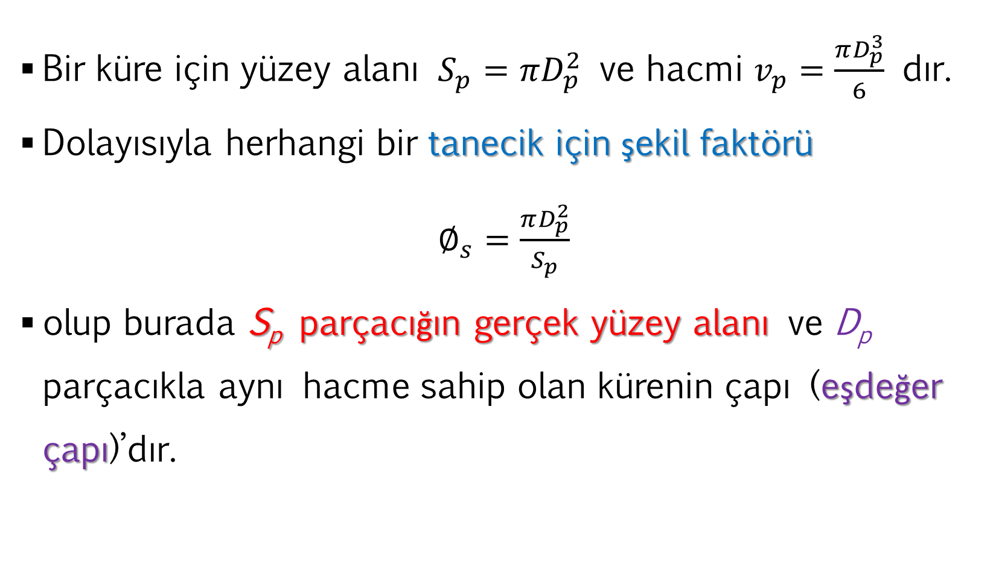 ▪ Bir küre için yüzey alanı $S_p = \pi D_p^2$ ve hacmi $v_p = \frac{\pi D_p^3}{6}$ dır.
▪ Dolayısıyla herhangi bir tanecik için şekil faktörü
$\emptyset_s = \frac{\pi D_p^2}{S_p}$
▪ olup burada $S_p$ parçacığın gerçek yüzey alanı ve $D_p$
parçacıkla aynı hacme sahip olan kürenin çapı (eşdeğer
çapı)’dır.